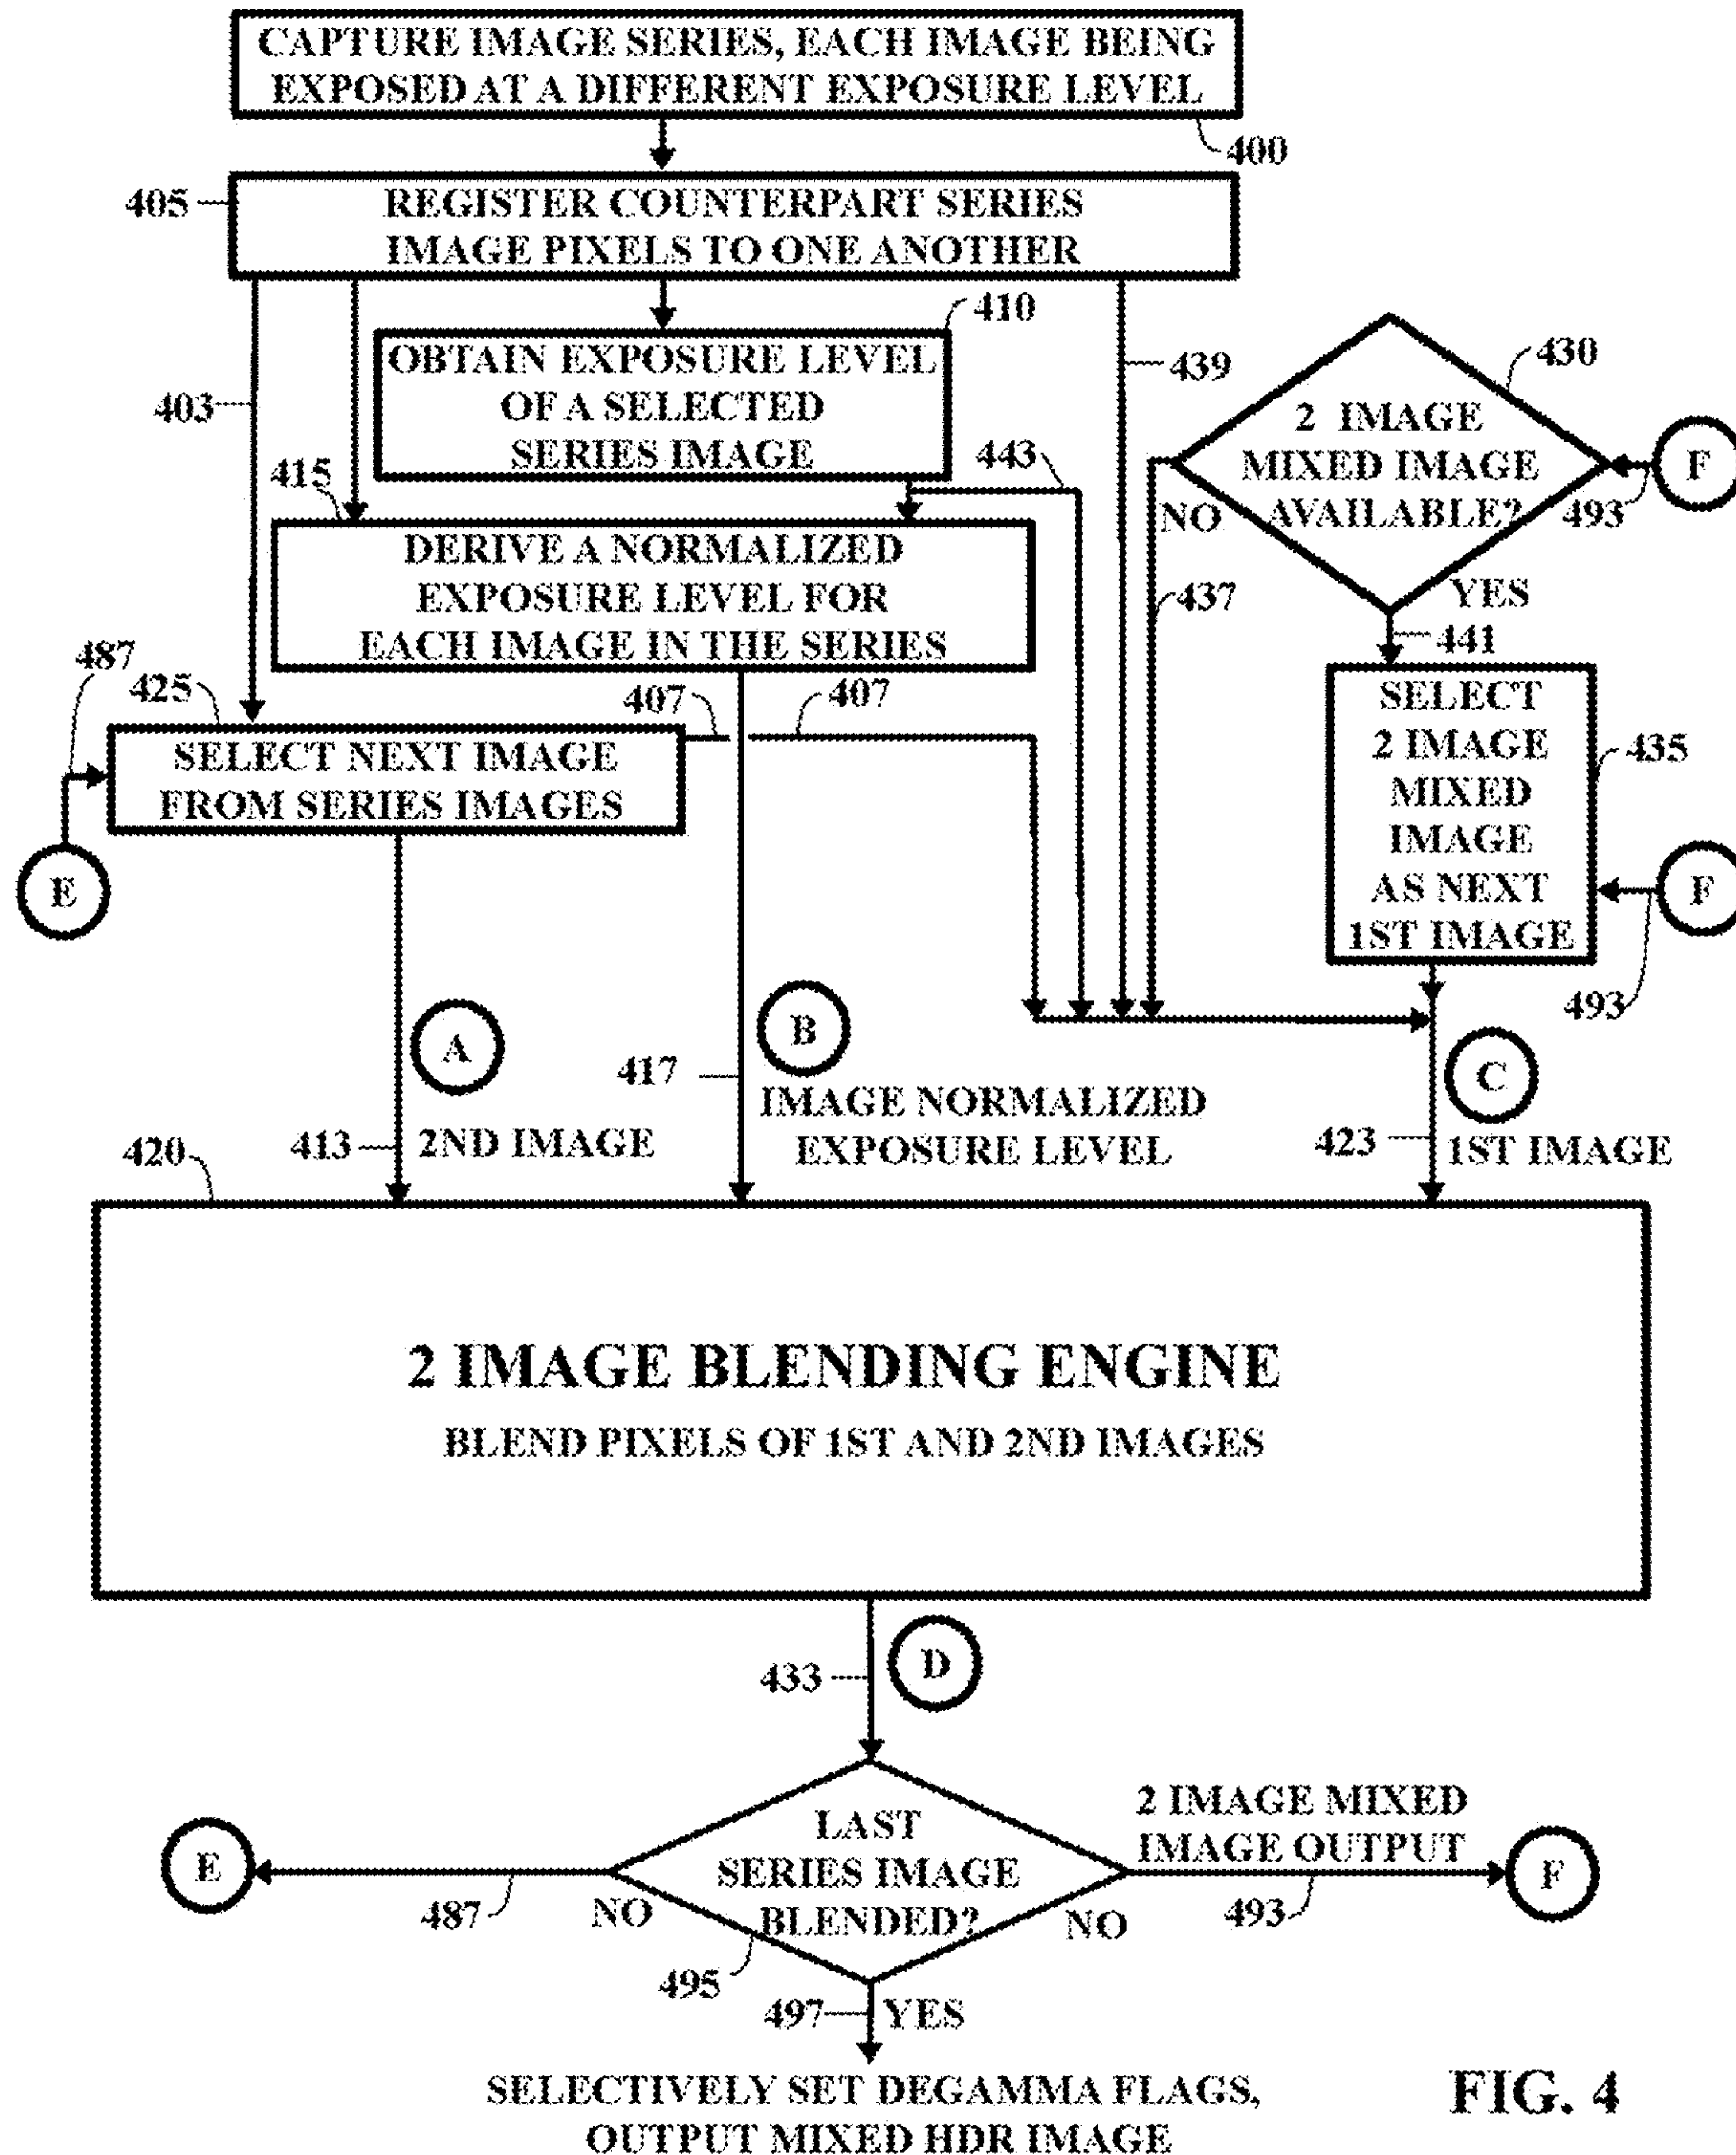 CAPTURE IMAGE SERIES, EACH IMAGE BEING
EXPOSED AT A DIFFERENT EXPOSURE LEVEL
400
405
REGISTER COUNTERPART SERIES
IMAGE PIXELS TO ONE ANOTHER
410
OBTAIN EXPOSURE LEVEL
OF A SELECTED
SERIES IMAGE
403
439
443
430
2 IMAGE
MIXED IMAGE
AVAILABLE?
F
493
NO
437
YES
441
415
DERIVE A NORMALIZED
EXPOSURE LEVEL FOR
EACH IMAGE IN THE SERIES
487
425
407
407
SELECT NEXT IMAGE
FROM SERIES IMAGES
E
SELECT
2 IMAGE
MIXED
IMAGE
AS NEXT
1ST IMAGE
435
F
493
A
B
C
417
IMAGE NORMALIZED
EXPOSURE LEVEL
413
2ND IMAGE
423
1ST IMAGE
420
2 IMAGE BLENDING ENGINE
BLEND PIXELS OF 1ST AND 2ND IMAGES
433
D
LAST
SERIES IMAGE
BLENDED?
2 IMAGE MIXED
IMAGE OUTPUT
E
487
NO
NO
493
F
495
497
YES
SELECTIVELY SET DEGAMMA FLAGS,
OUTPUT MIXED HDR IMAGE
FIG. 4